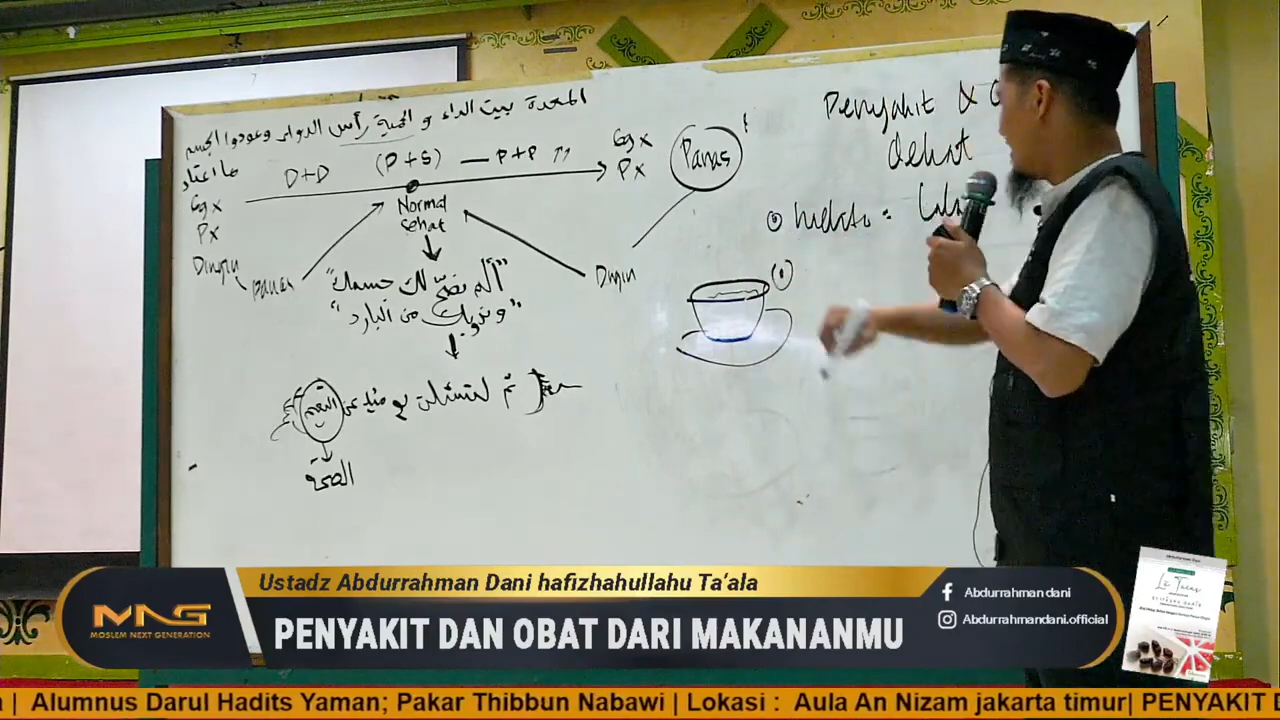 المعدة بيت الداء و الحمية رأس الدواء وعودوا الجسم
ما اعتاد
D+D (P+S) — P+P ↑↑
Normal
Sehat
Px
Px
Dingin
Panas
Dingin
Panas !
"ألم نصحّ لك جسمك
ونرويك من البارد"
ثم لتسئلن يومئذ عن النعيم
الصحة
Penyakit &
(1)
Ustadz Abdurrahman Dani hafizhahullahu Ta'ala
MNG
MOSLEM NEXT GENERATION
PENYAKIT DAN OBAT DARI MAKANANMU
Abdurrahman dani
Abdurrahmandani.official
| Alumnus Darul Hadits Yaman; Pakar Thibbun Nabawi | Lokasi : Aula An Nizam jakarta timur| PENYAKIT